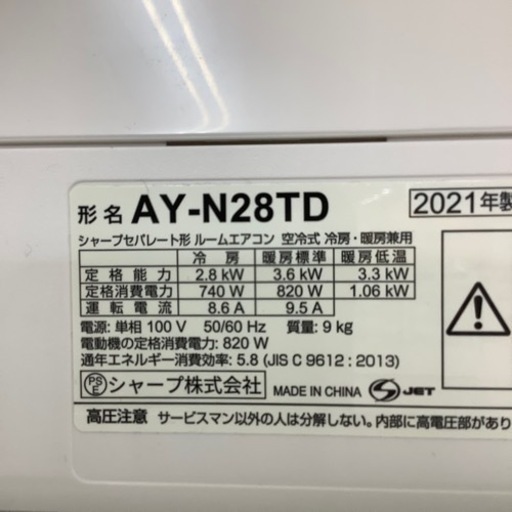 形名 AY-N28TD 2021年製
シャープセパレート形 ルームエアコン 空冷式 冷房・暖房兼用
冷房 暖房標準 暖房低温
定格能力 2.8 kW 3.6 kW 3.3 kW
定格消費電力 740 W 820 W 1.06 kW
運転電流 8.6 A 9.5 A
電源: 単相 100 V 50/60 Hz 質量: 9 kg
電動機の定格消費電力: 820 W
通年エネルギー消費効率: 5.8 (JIS C 9612 : 2013)
PSE シャープ株式会社 MADE IN CHINA JET
高圧注意 サービスマン以外の人は分解しない。内部に高電圧部があり